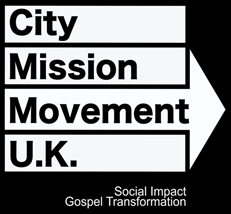 City
Mission
Movement
U.K.
Social Impact
Gospel Transformation